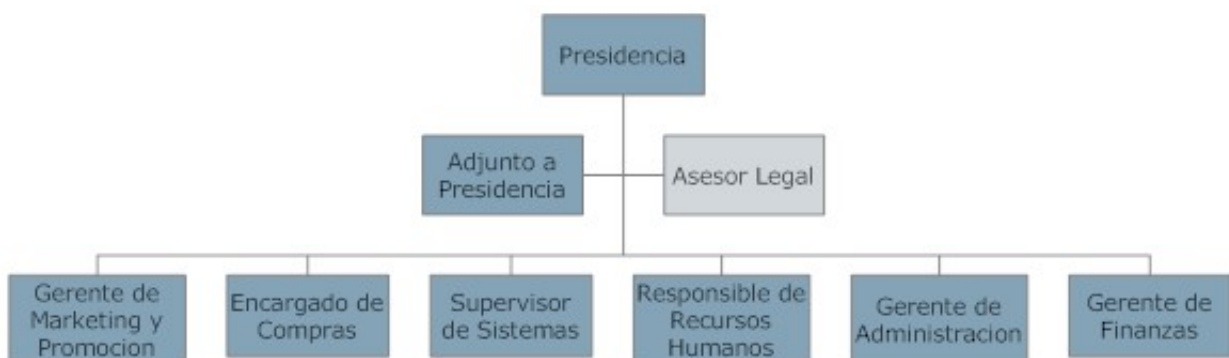 Presidencia
Adjunto a
Presidencia
Asesor Legal
Gerente de
Marketing y
Promocion
Encargado de
Compras
Supervisor
de Sistemas
Responsible de
Recursos
Humanos
Gerente de
Administracion
Gerente de
Finanzas